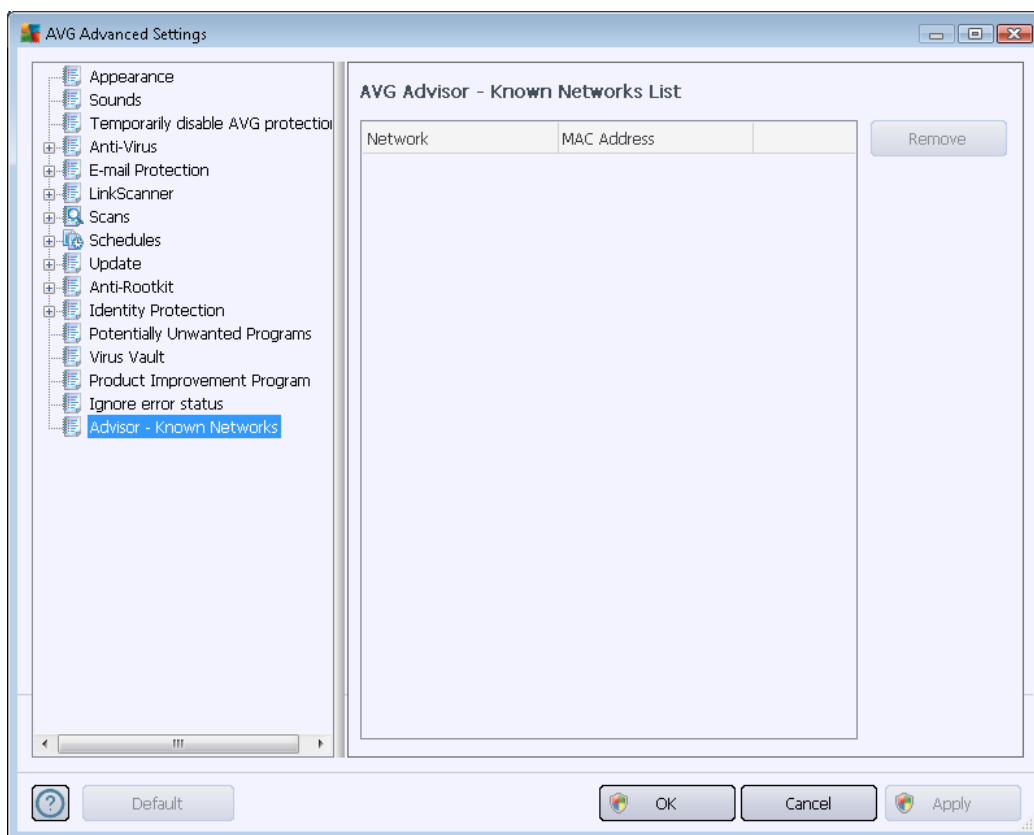 AVG Advanced Settings
Appearance
Sounds
Temporarily disable AVG protection
Anti-Virus
E-mail Protection
LinkScanner
Scans
Schedules
Update
Anti-Rootkit
Identity Protection
Potentially Unwanted Programs
Virus Vault
Product Improvement Program
Ignore error status
Advisor - Known Networks
AVG Advisor - Known Networks List
Network MAC Address
Remove
Default
OK
Cancel
Apply